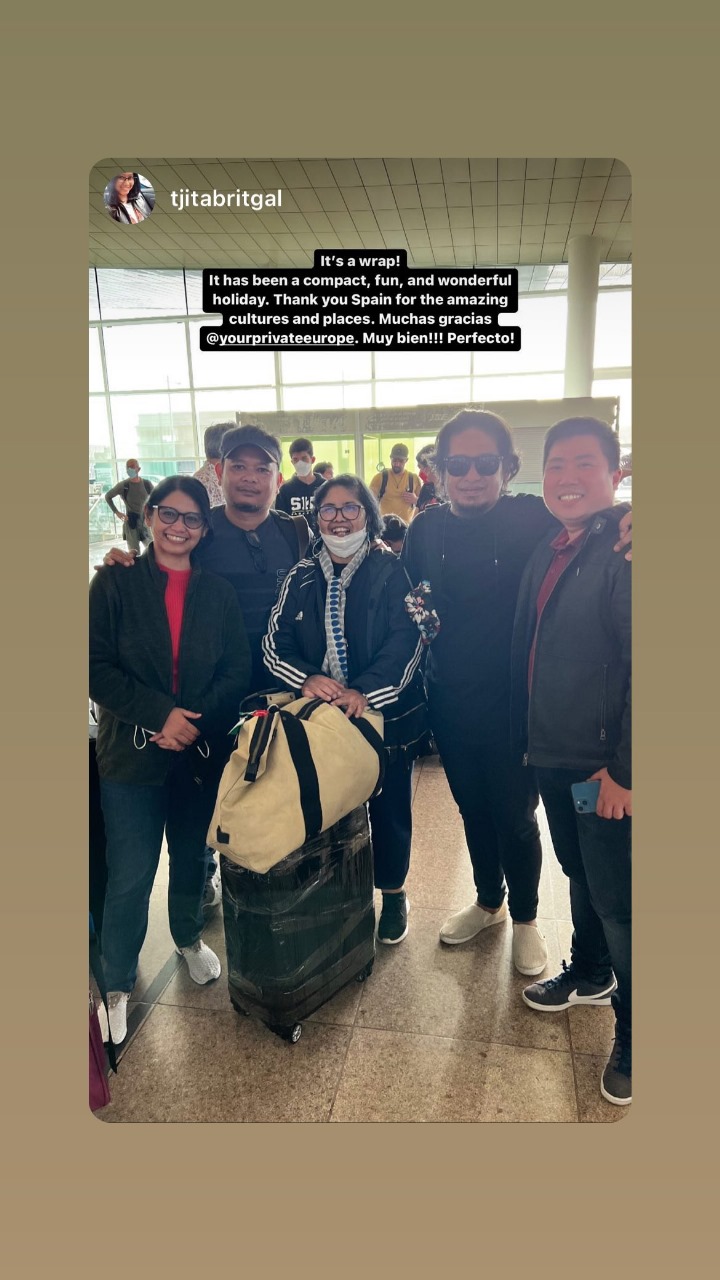 tjitabritgal
It's a wrap!
It has been a compact, fun, and wonderful
holiday. Thank you Spain for the amazing
cultures and places. Muchas gracias
@yourprivateeurope. Muy bien!!! Perfecto!